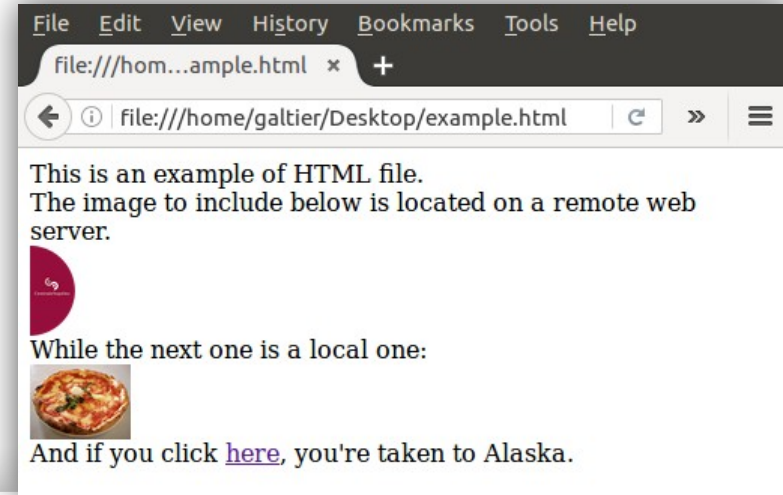 File Edit View History Bookmarks Tools Help
file:///hom...ample.html × +
file:///home/galtier/Desktop/example.html
This is an example of HTML file.
The image to include below is located on a remote web
server.
While the next one is a local one:
And if you click here, you're taken to Alaska.